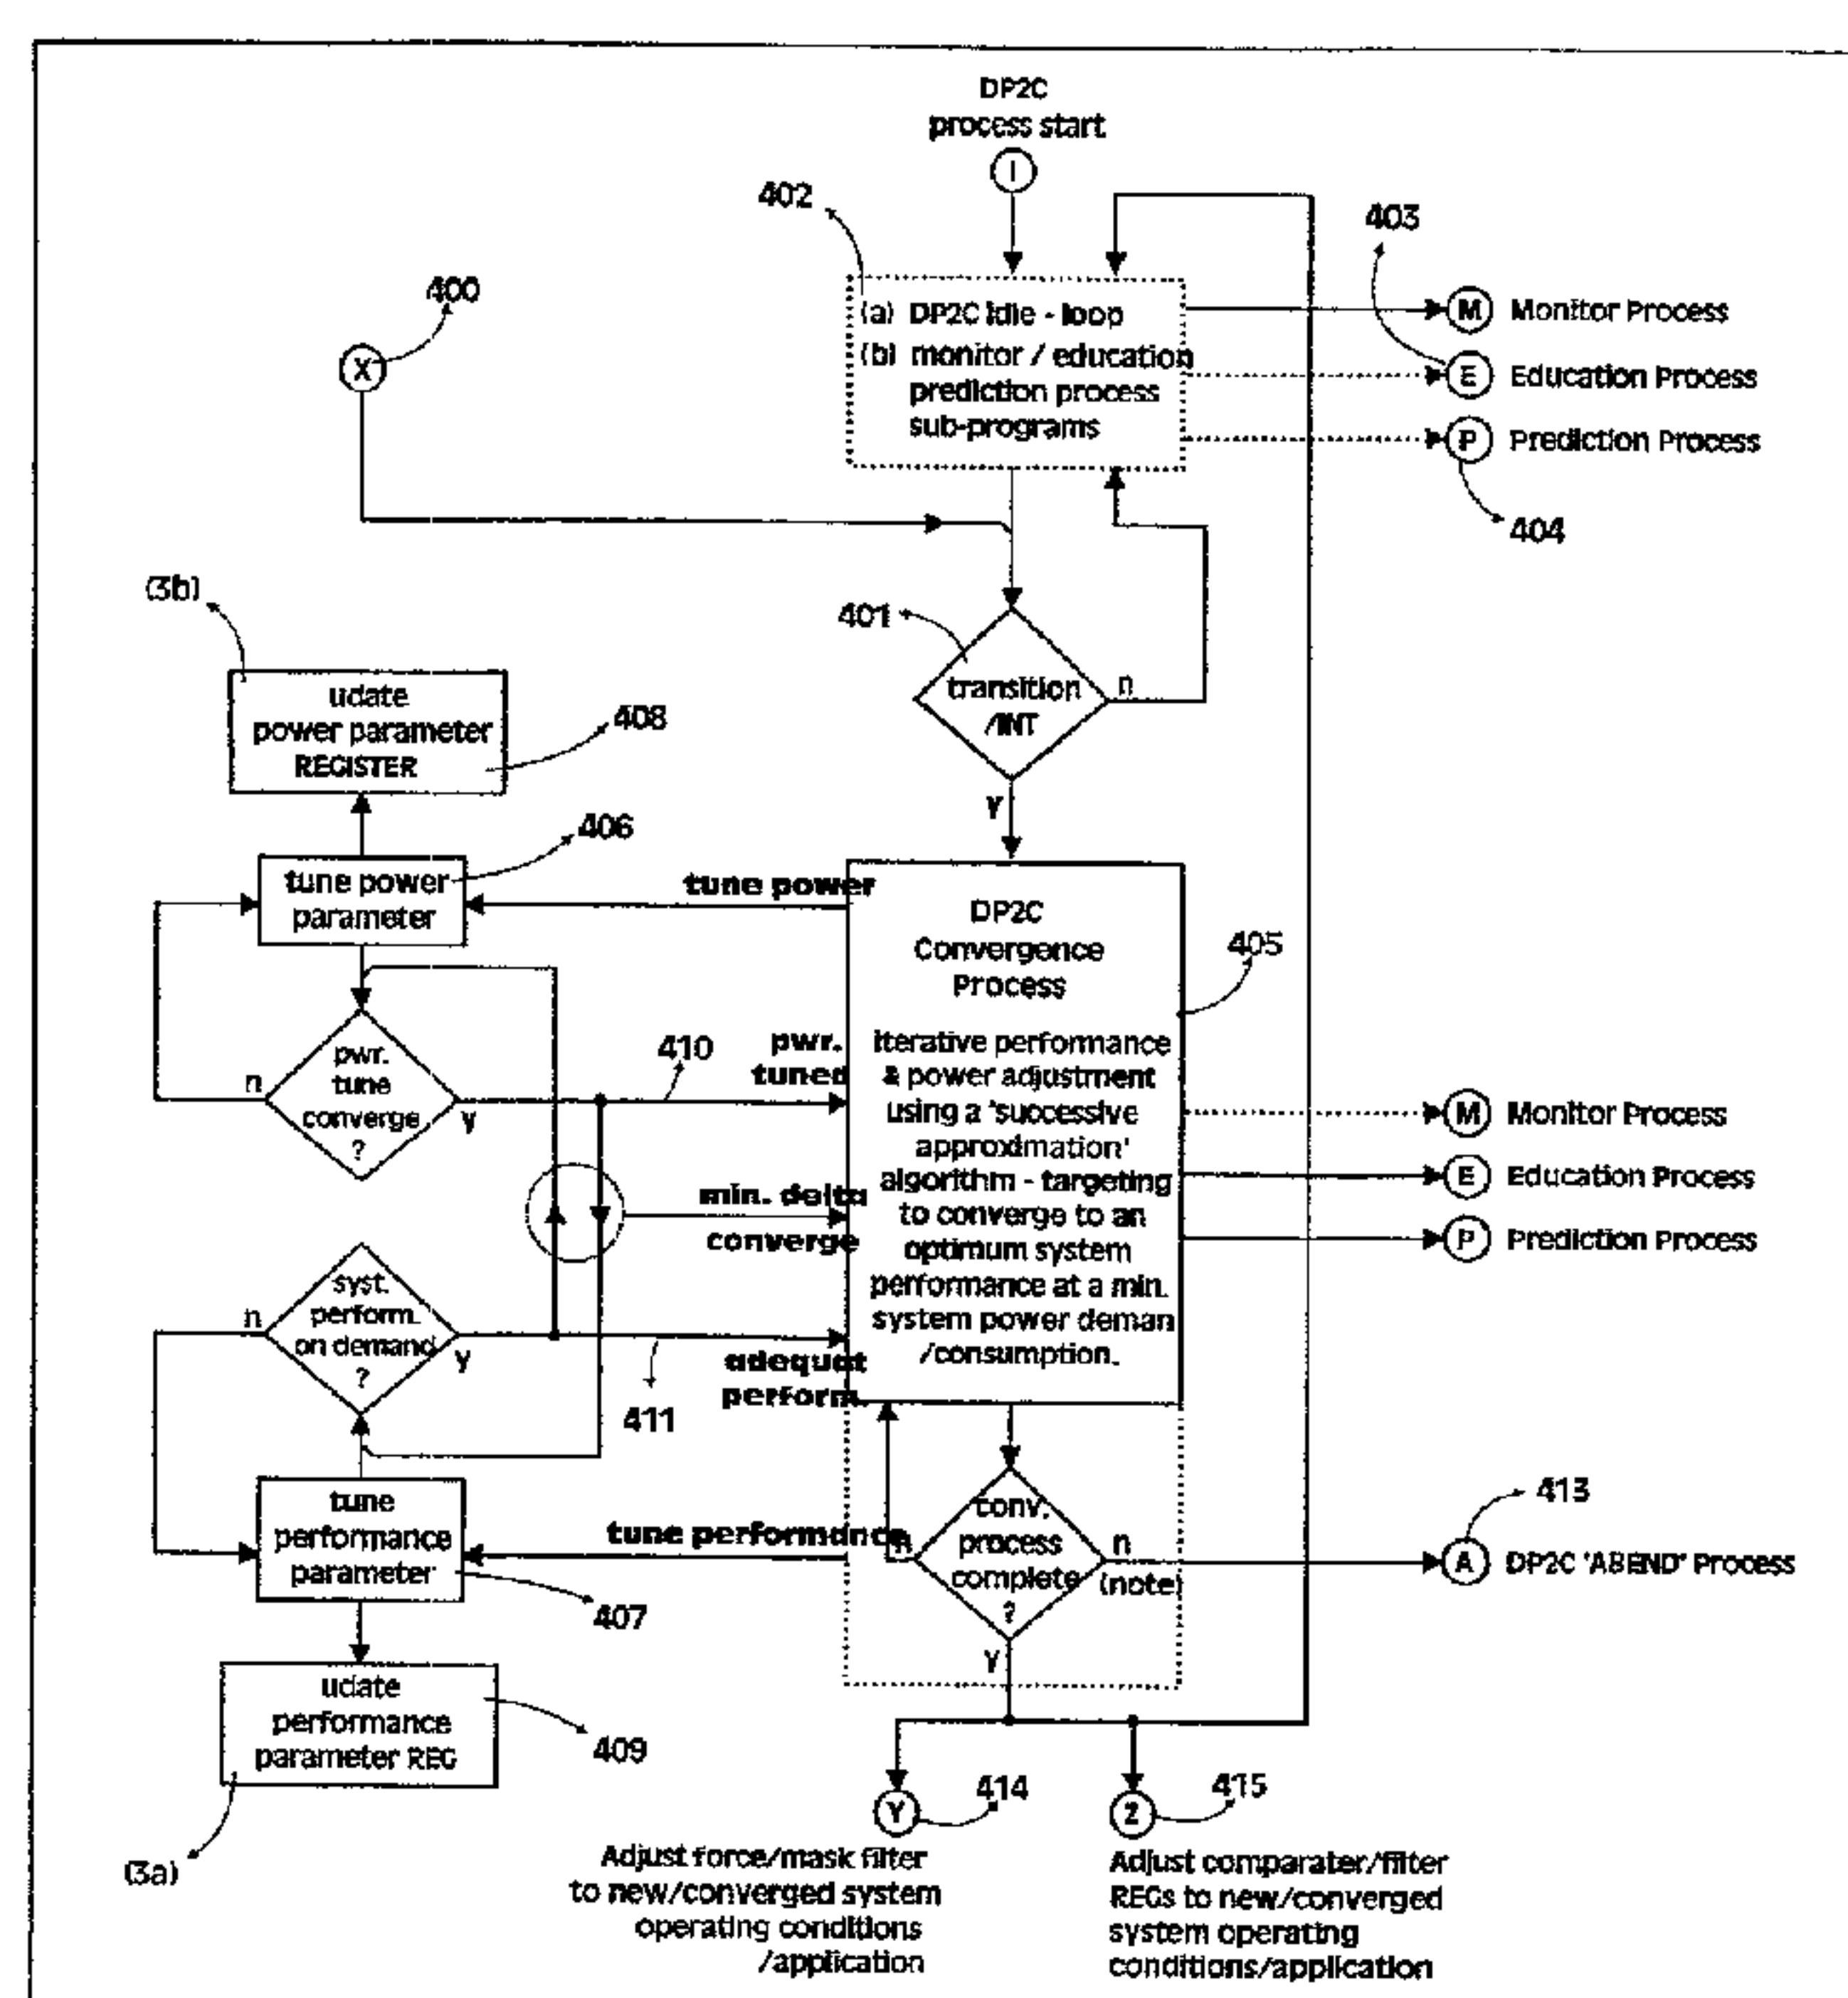 DP2C
process start
I
402
403
400
X
(a) DP2C idle - loop
(b) monitor / education
prediction process
sub-programs
M Monitor Process
E Education Process
P Prediction Process
404
(3b)
401
transition
/INT
n
y
udate
power parameter
REGISTER
408
406
tune power
parameter
tune power
DP2C
Convergence
Process
405
iterative performance
& power adjustment
using a 'successive
approximation'
algorithm - targeting
to converge to an
optimum system
performance at a min.
system power deman
/consumption.
pwr.
tune
converge
?
n
y
410
pwr.
tuned
min. delta
converge
M Monitor Process
E Education Process
P Prediction Process
syst.
perform.
on demand
?
n
y
411
adequat
perform.
tune
performance
parameter
tune performance
407
conv.
process
complete
?
n
n
(note)
y
413
A DP2C 'ABEND' Process
udate
performance
parameter REG
409
(3a)
414
Y
415
2
Adjust force/mask filter
to new/converged system
operating conditions
/application
Adjust comparater/filter
REGs to new/converged
system operating
conditions/application